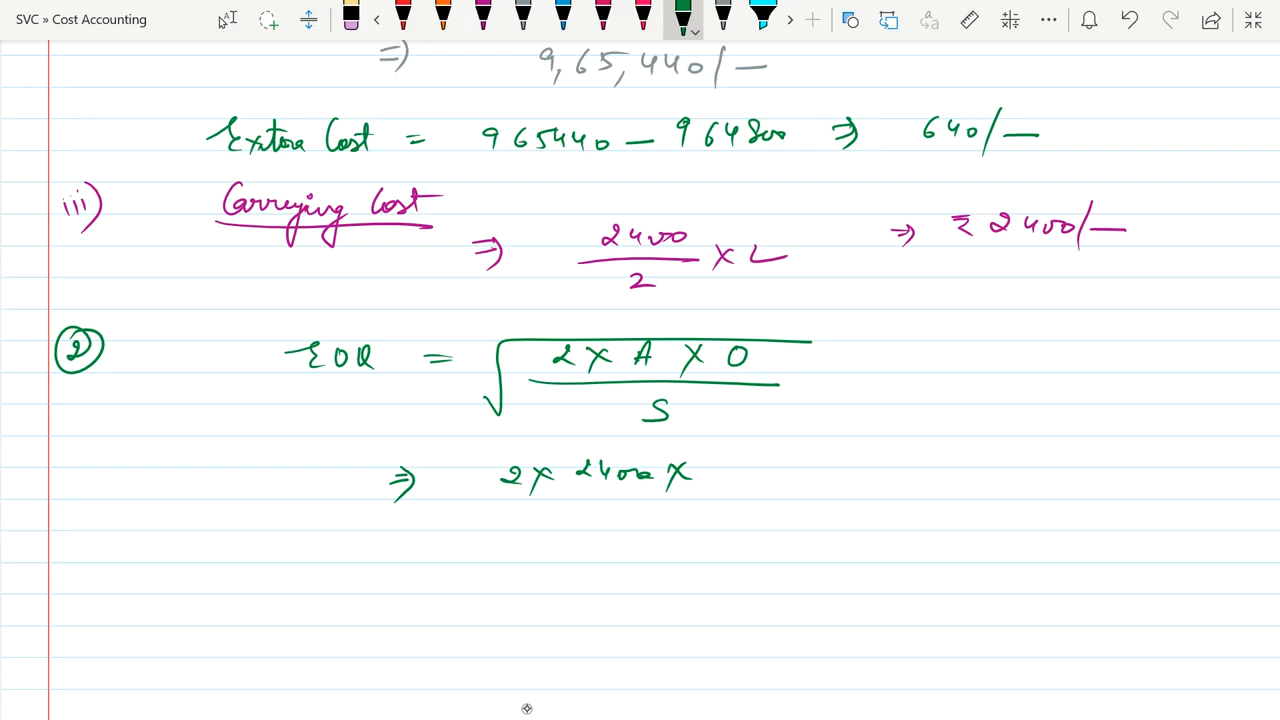 SVC » Cost Accounting
=) 9,65,440/—
Extra Cost = 965440 — 964800 ⇒ 640/—
iii) Carrying Cost
⇒ 2400/2 × 2 ⇒ ₹ 2400/—
② EOQ = √(2 × A × O / S)
⇒ 2 × 24000 ×